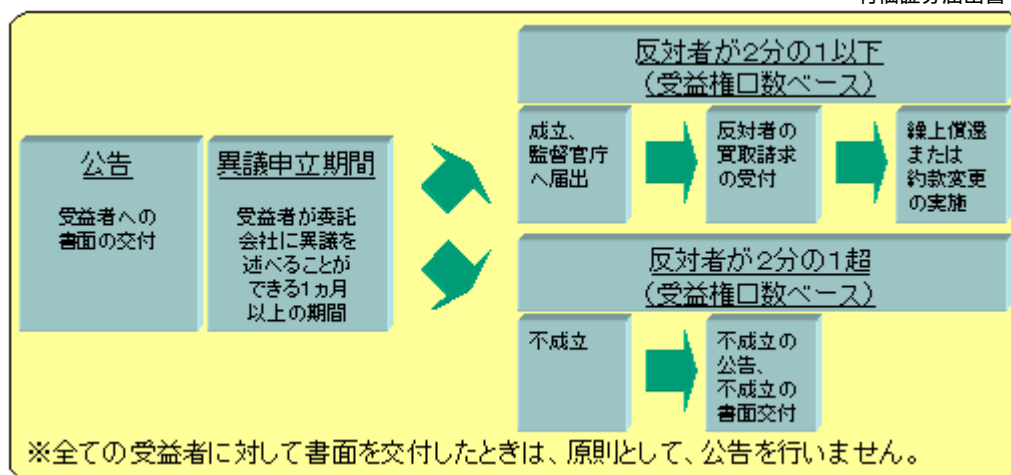 公告
受益者への
書面の交付
異議申立期間
受益者が委託
会社に異議を
述べることが
できる1ヵ月
以上の期間
反対者が2分の1以下
(受益権口数ベース)
成立、
監督官庁
へ届出
反対者の
買取請求
の受付
繰上償還
または
約款変更
の実施
反対者が2分の1超
(受益権口数ベース)
不成立
不成立の
公告、
不成立の
書面交付
※全ての受益者に対して書面を交付したときは、原則として、公告を行いません。